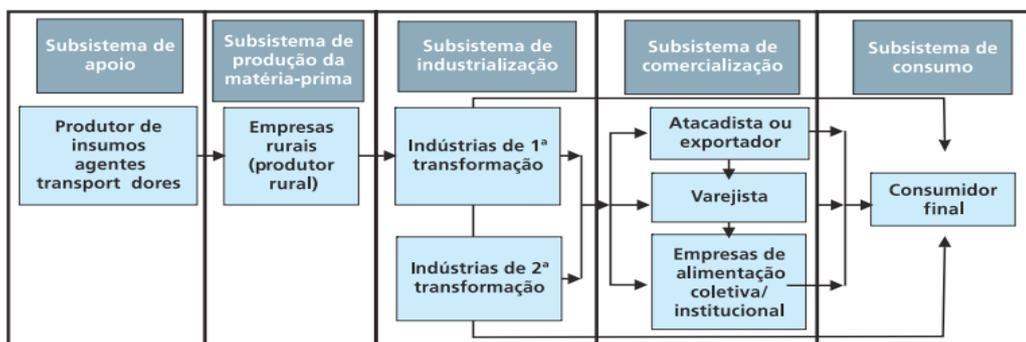 Subsistema de
apoio
Subsistema de
produção da
matéria-prima
Subsistema de
industrialização
Subsistema de
comercialização
Subsistema de
consumo
Produtor de
insumos
agentes
transport dores
Empresas
rurais
(produtor
rural)
Indústrias de 1ª
transformação
Indústrias de 2ª
transformação
Atacadista ou
exportador
Varejista
Empresas de
alimentação
coletiva/
institucional
Consumidor
final